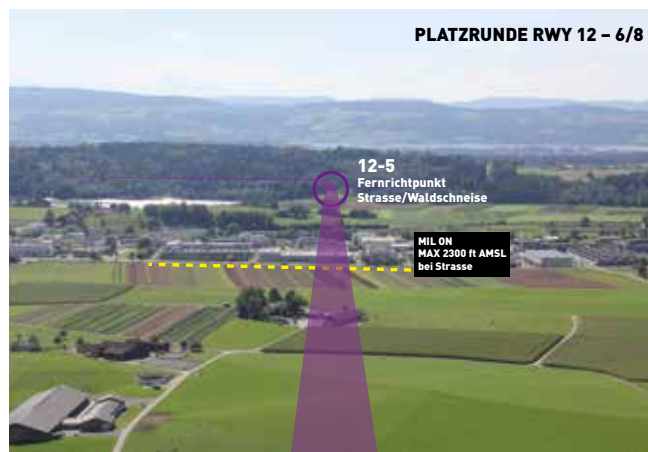 PLATZRUNDE RWY 12 – 6/8
12-5
Fernrichtpunkt
Strasse/Waldschneise
MIL ON
MAX 2300 ft AMSL
bei Strasse